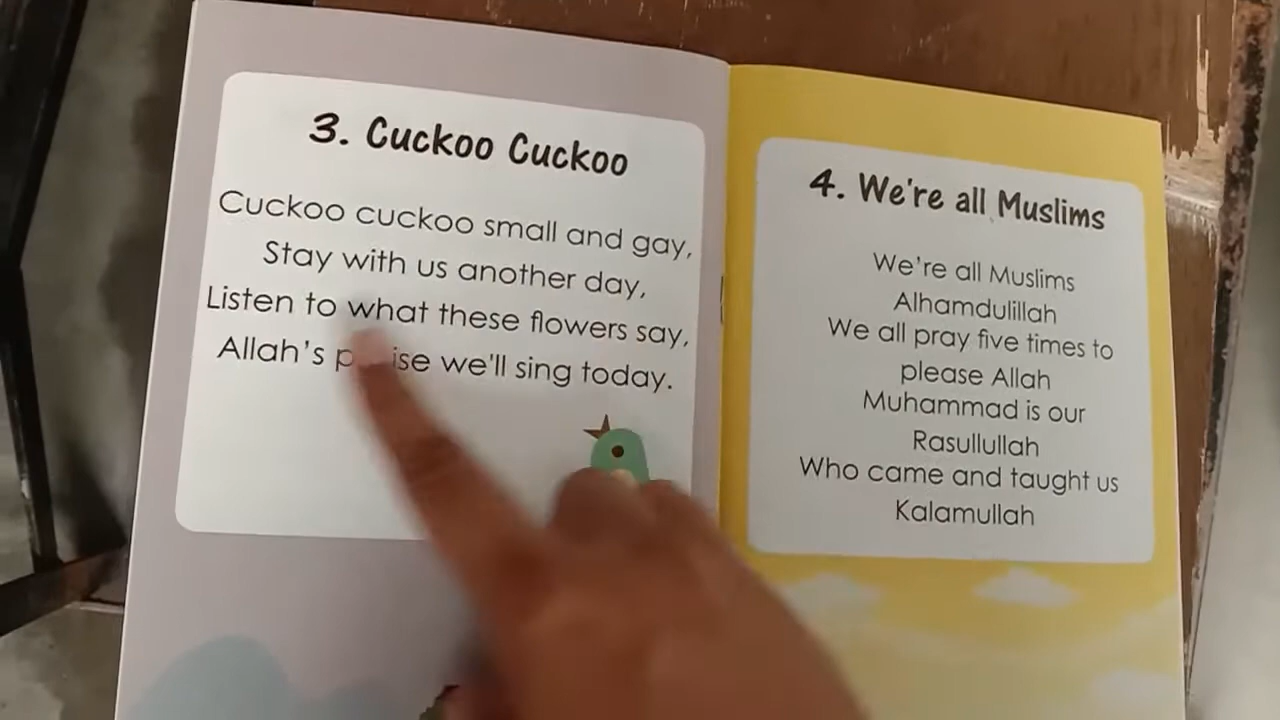 3. Cuckoo Cuckoo
Cuckoo cuckoo small and gay,
Stay with us another day,
Listen to what these flowers say,
Allah's praise we'll sing today.
4. We're all Muslims
We're all Muslims
Alhamdulillah
We all pray five times to
please Allah
Muhammad is our
Rasullullah
Who came and taught us
Kalamullah